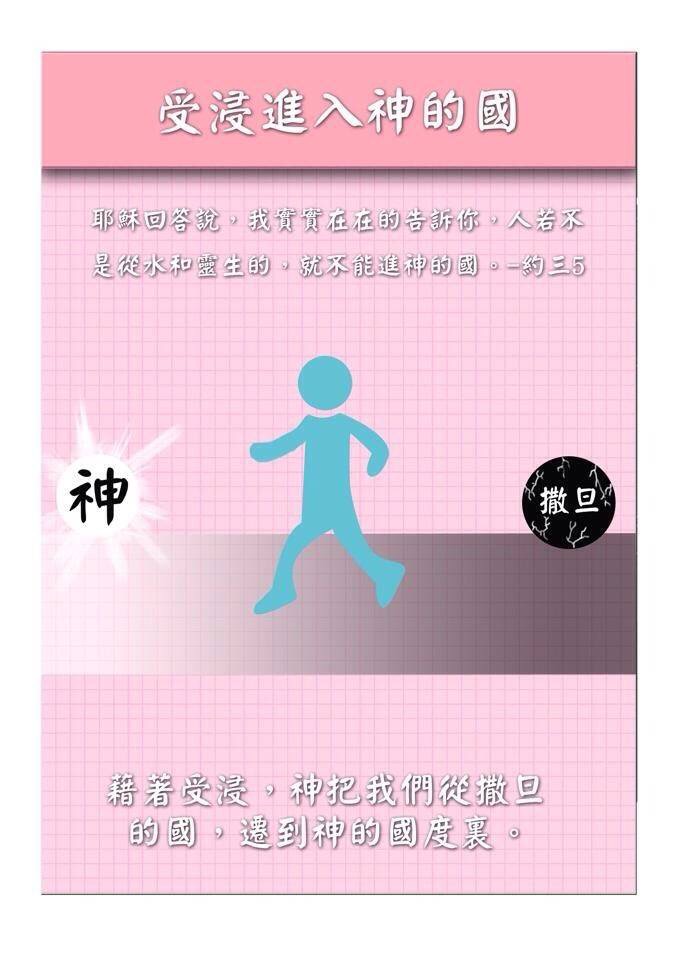 受浸進入神的國
耶穌回答說，我實實在在的告訴你，人若不
是從水和靈生的，就不能進神的國。-約三5
神
撒旦
藉著受浸，神把我們從撒旦
的國，遷到神的國度裏。